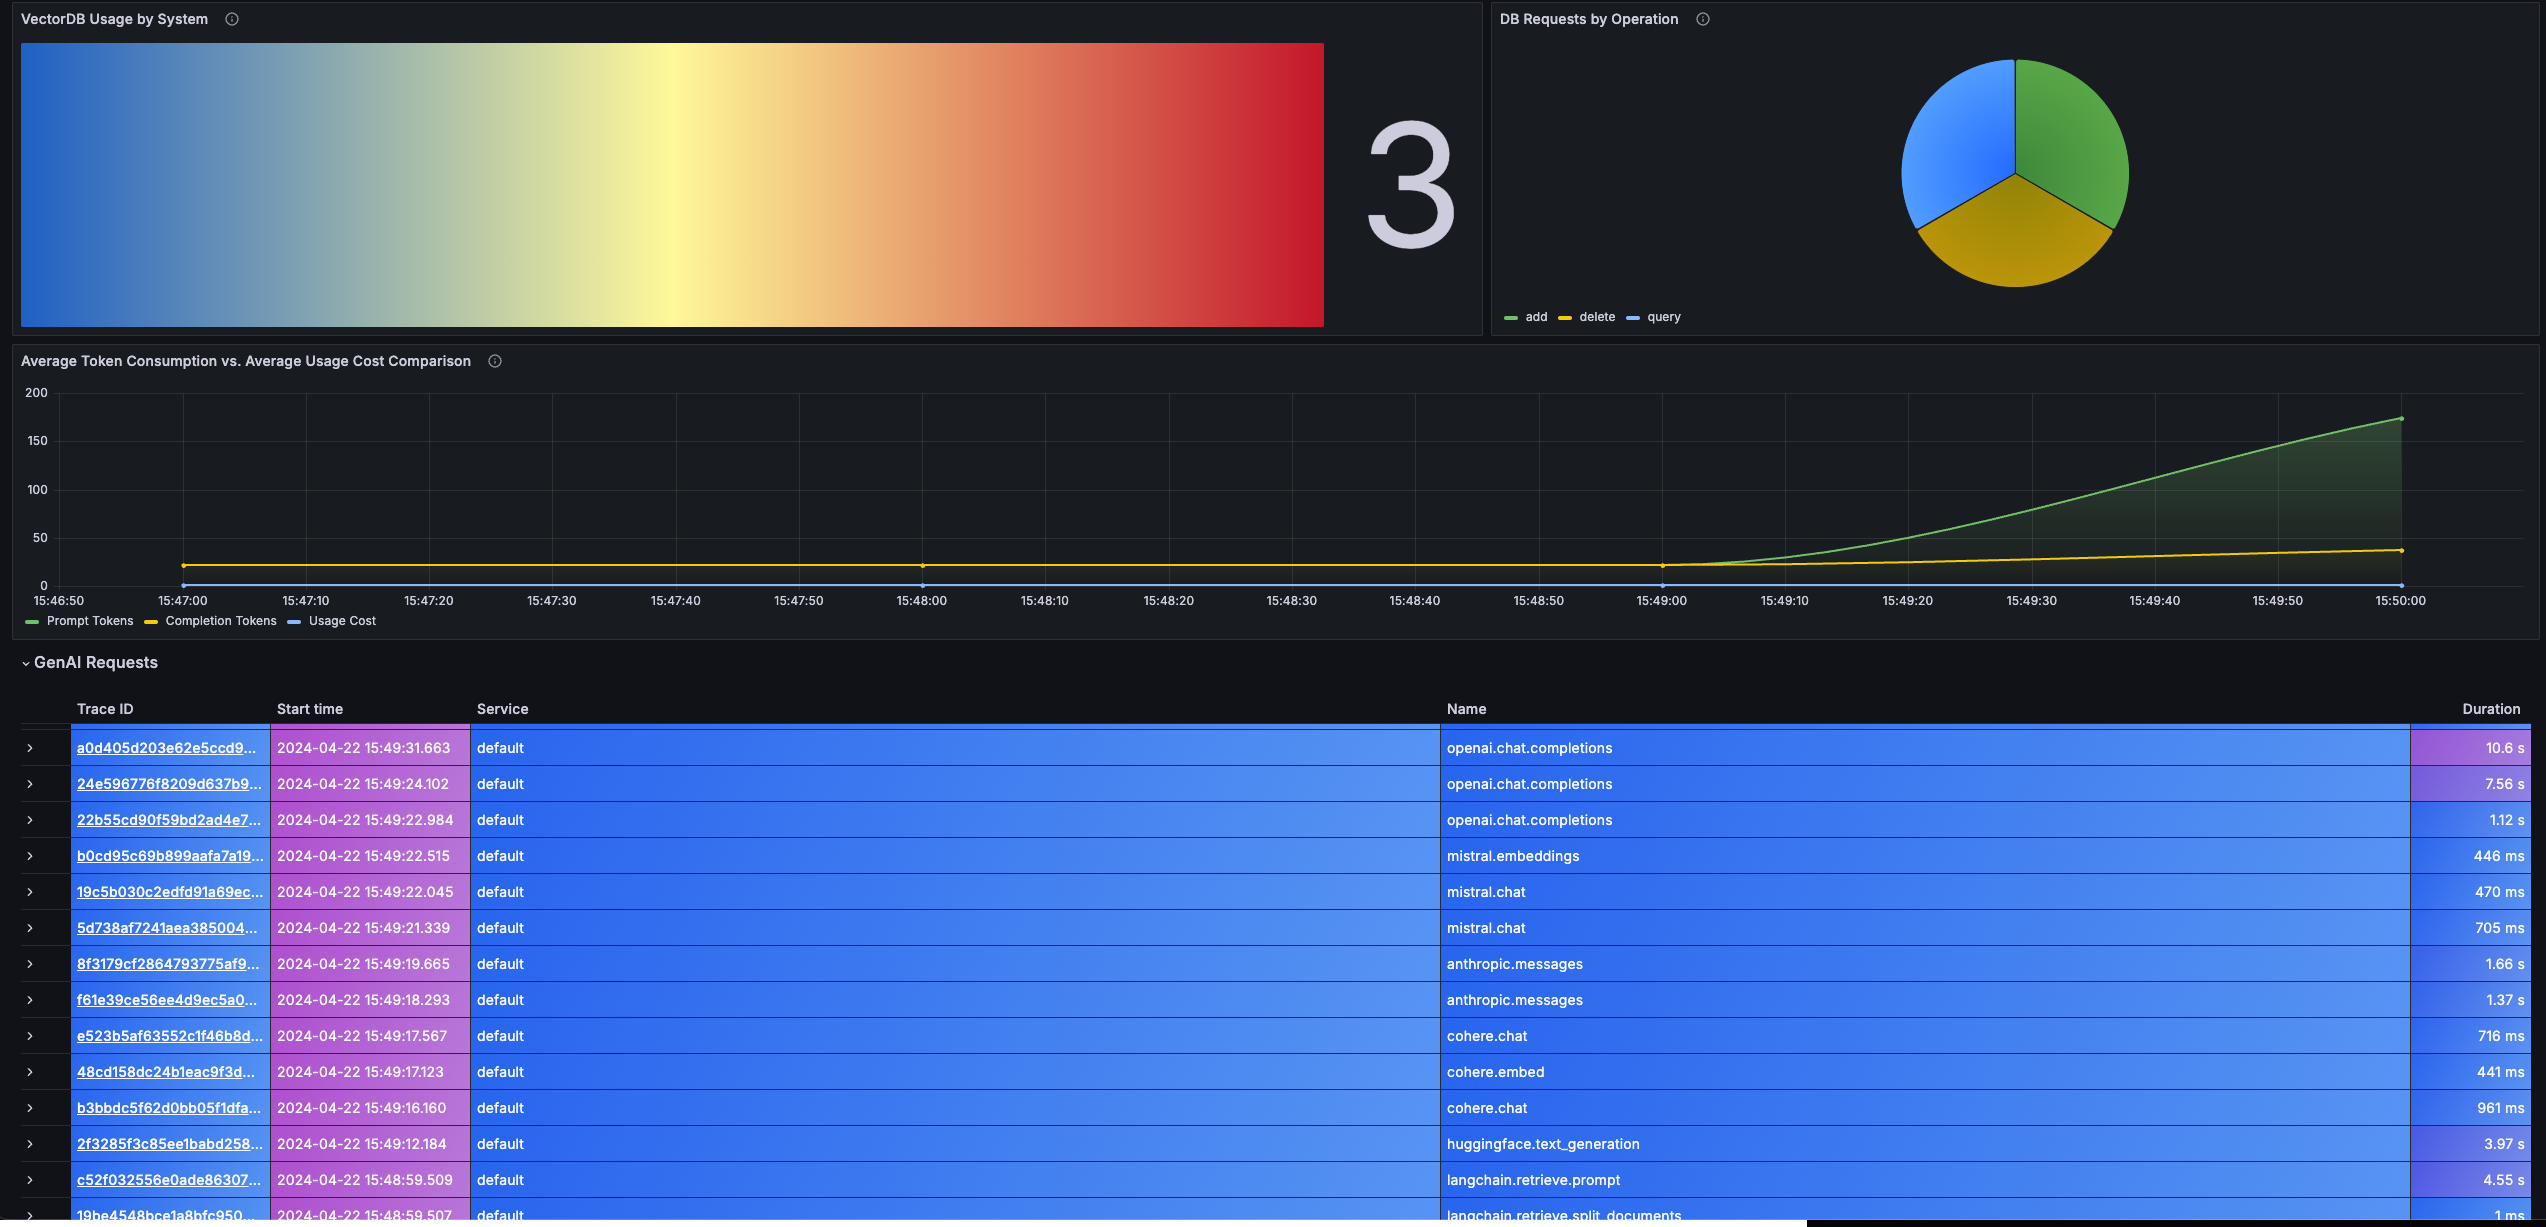 VectorDB Usage by System
3
DB Requests by Operation
add delete query
Average Token Consumption vs. Average Usage Cost Comparison
200
150
100
50
0
15:46:50 15:47:00 15:47:10 15:47:20 15:47:30 15:47:40 15:47:50 15:48:00 15:48:10 15:48:20 15:48:30 15:48:40 15:48:50 15:49:00 15:49:10 15:49:20 15:49:30 15:49:40 15:49:50 15:50:00
Prompt Tokens Completion Tokens Usage Cost
GenAI Requests
Trace ID Start time Service Name Duration
a0d405d203e62e5ccd9... 2024-04-22 15:49:31.663 default openai.chat.completions 10.6 s
24e596776f8209d637b9... 2024-04-22 15:49:24.102 default openai.chat.completions 7.56 s
22b55cd90f59bd2ad4e7... 2024-04-22 15:49:22.984 default openai.chat.completions 1.12 s
b0cd95c69b899aafa7a19... 2024-04-22 15:49:22.515 default mistral.embeddings 446 ms
19c5b030c2edfd91a69ec... 2024-04-22 15:49:22.045 default mistral.chat 470 ms
5d738af7241aea385004... 2024-04-22 15:49:21.339 default mistral.chat 705 ms
8f3179cf2864793775af9... 2024-04-22 15:49:19.665 default anthropic.messages 1.66 s
f61e39ce56ee4d9ec5a0... 2024-04-22 15:49:18.293 default anthropic.messages 1.37 s
e523b5af63552c1f46b8d... 2024-04-22 15:49:17.567 default cohere.chat 716 ms
48cd158dc24b1eac9f3d... 2024-04-22 15:49:17.123 default cohere.embed 441 ms
b3bbdc5f62d0bb05f1dfa... 2024-04-22 15:49:16.160 default cohere.chat 961 ms
2f3285f3c85ee1babd258... 2024-04-22 15:49:12.184 default huggingface.text_generation 3.97 s
c52f032556e0ade86307... 2024-04-22 15:48:59.509 default langchain.retrieve.prompt 4.55 s
19be4548bce1a8bfc950... 2024-04-22 15:48:59.507 default langchain.retrieve.split_documents 1 ms